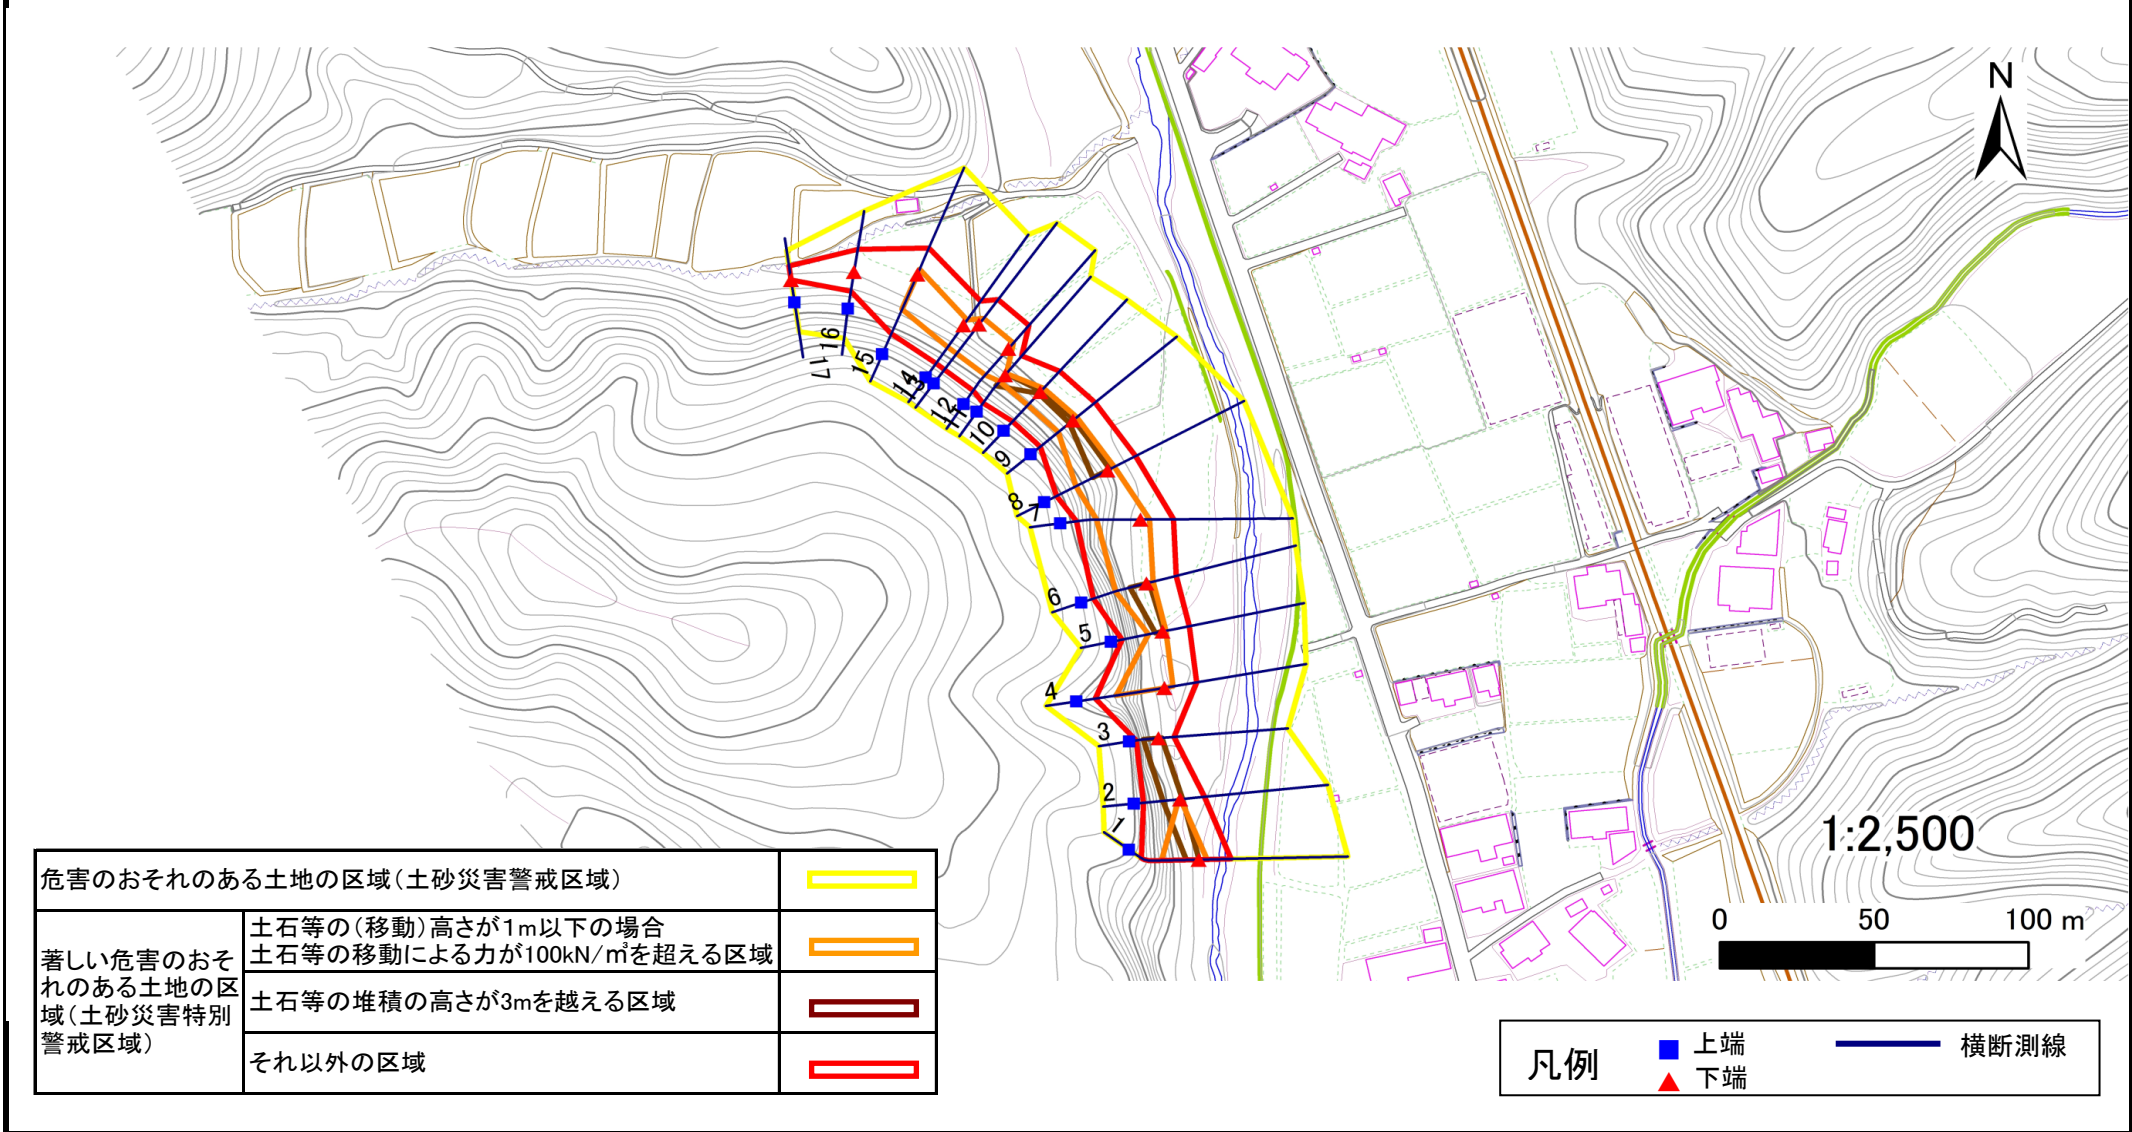 N
17
16
15
14
13
12
11
10
9
8
7
6
5
4
3
2
1
1:2,500
0 50 100 m
危害のおそれのある土地の区域(土砂災害警戒区域)
著しい危害のおそ
れのある土地の区
域(土砂災害特別
警戒区域)
土石等の(移動)高さが1m以下の場合
土石等の移動による力が100kN/㎡を超える区域
土石等の堆積の高さが3mを越える区域
それ以外の区域
凡例
上端
下端
横断測線